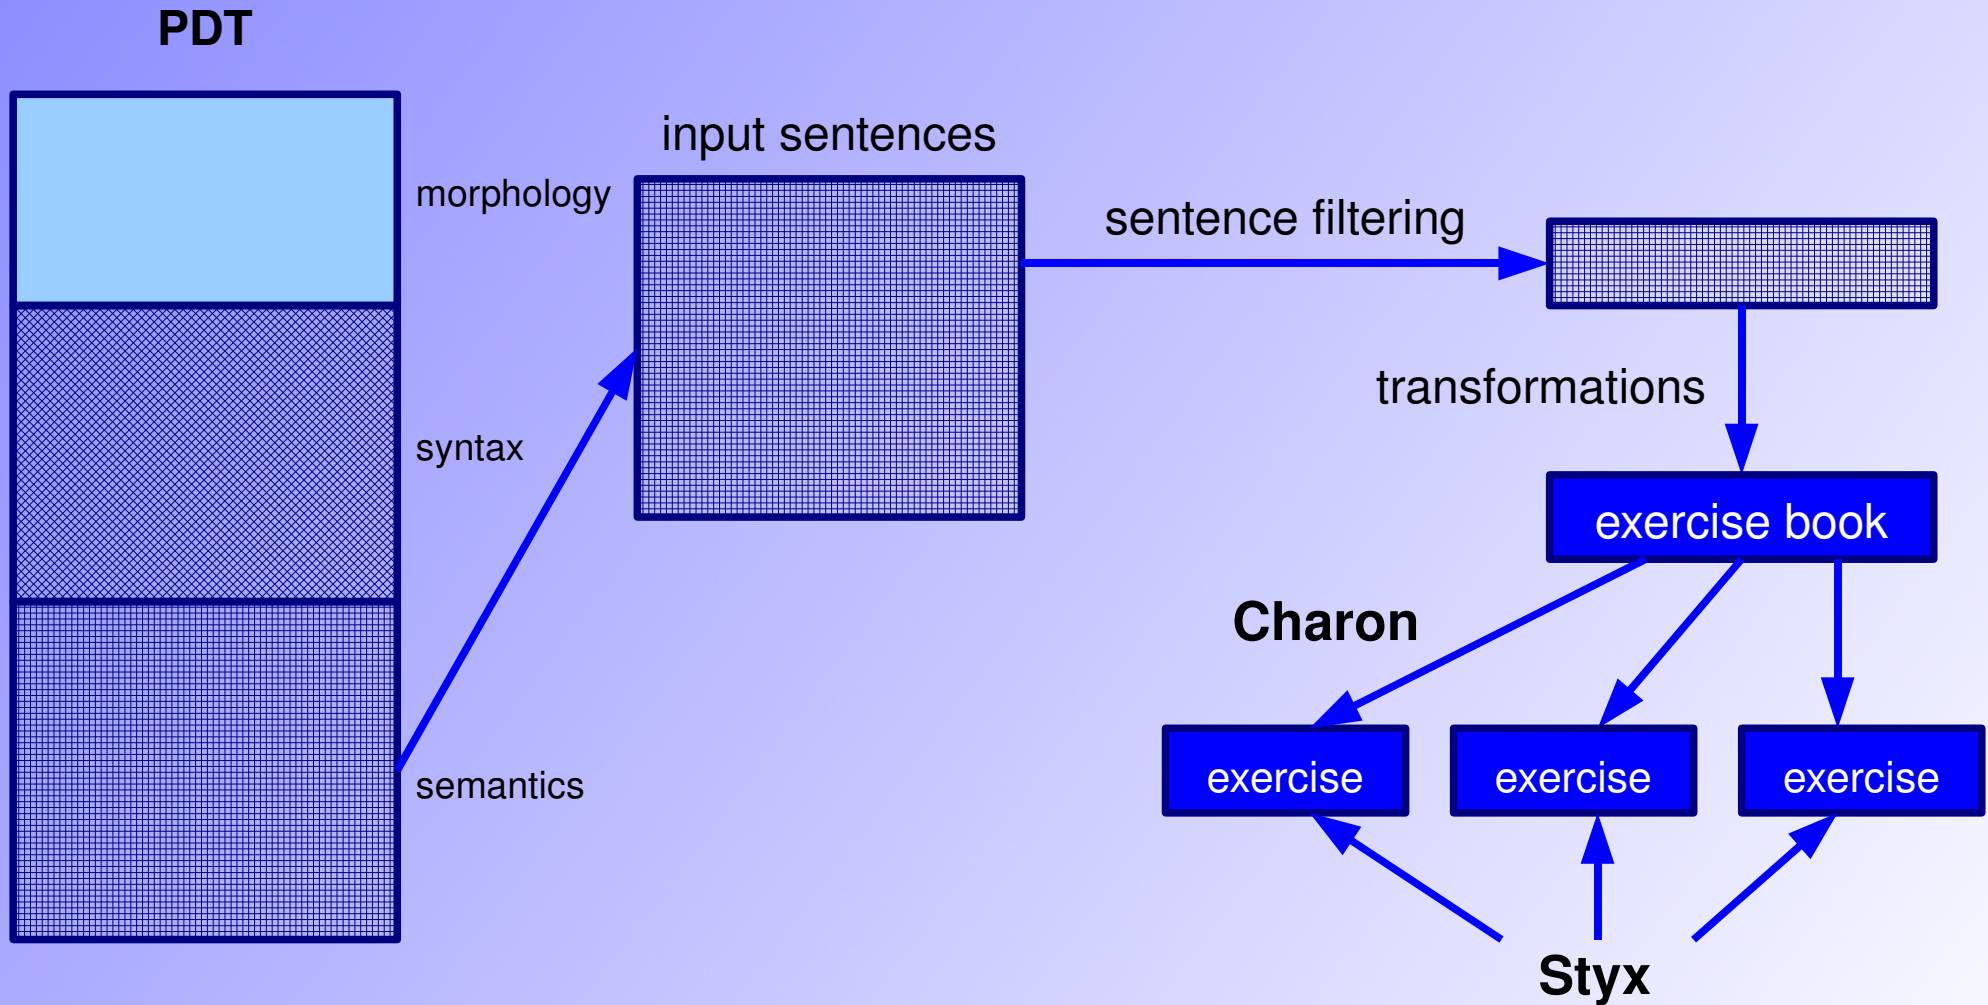 PDT
input sentences
morphology
sentence filtering
transformations
syntax
exercise book
Charon
semantics
exercise
exercise
exercise
Styx